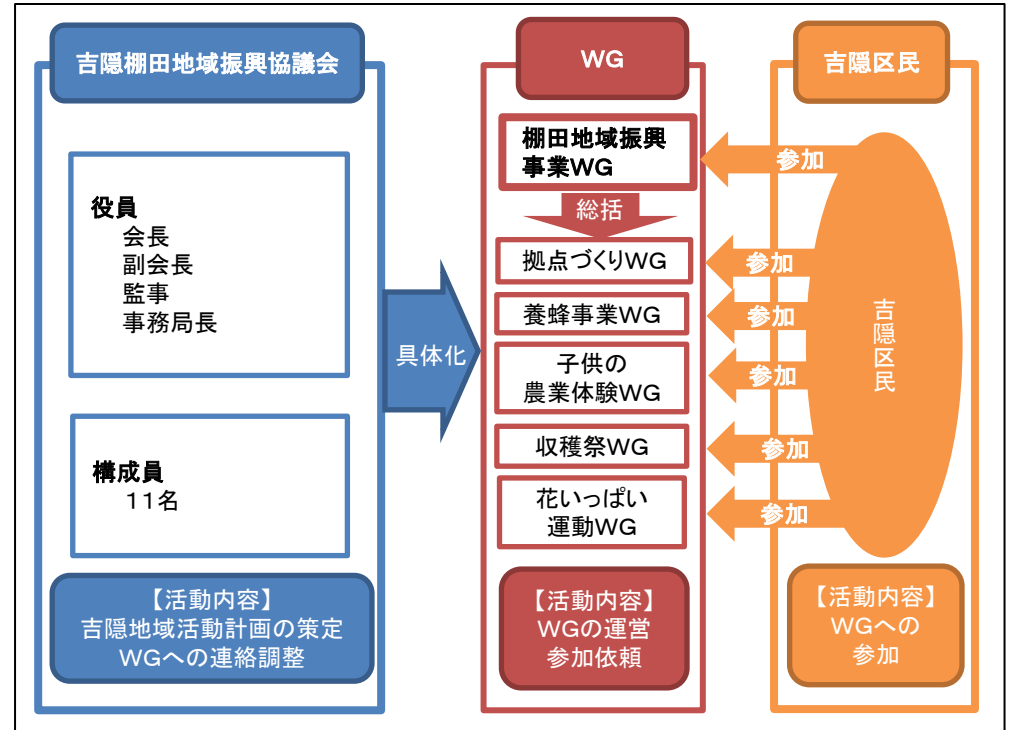 吉隠棚田地域振興協議会
役員
会長
副会長
監事
事務局長
構成員
11名
【活動内容】
吉隠地域活動計画の策定
WGへの連絡調整
具体化
WG
棚田地域振興
事業WG
総括
拠点づくりWG
養蜂事業WG
子供の
農業体験WG
収穫祭WG
花いっぱい
運動WG
【活動内容】
WGの運営
参加依頼
吉隠区民
参加
参加
参加
参加
参加
参加
吉隠区民
【活動内容】
WGへの
参加